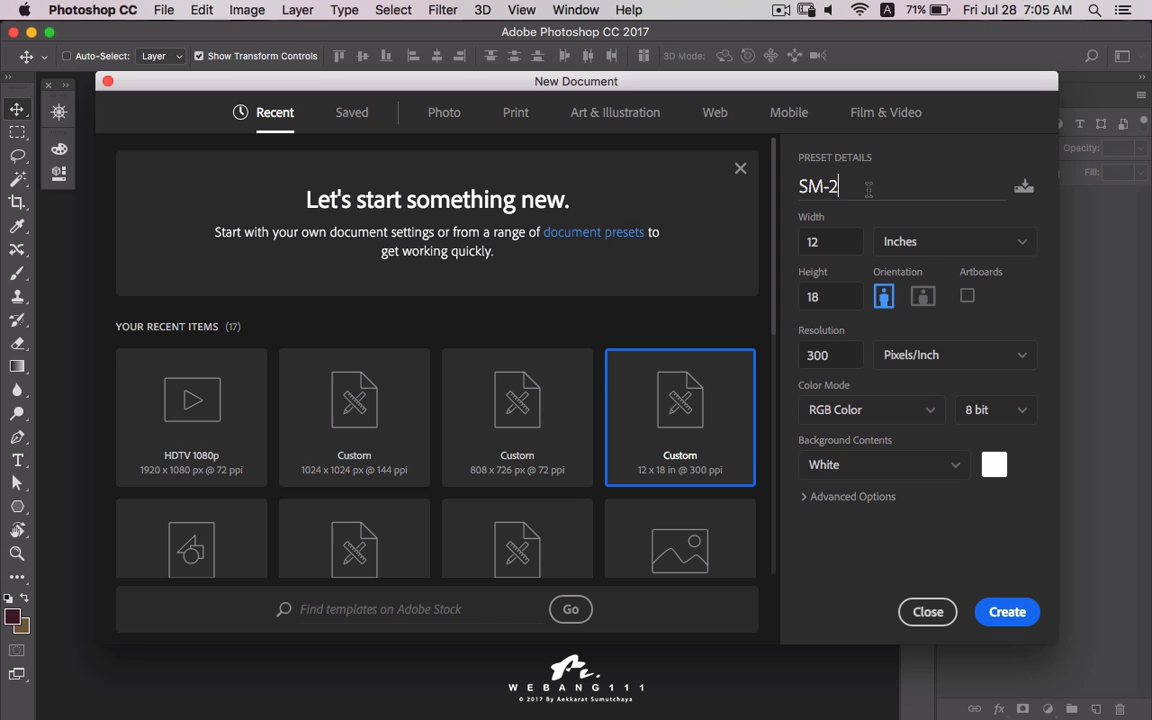 Photoshop CC File Edit Image Layer Type Select Filter 3D View Window Help A 71% Fri Jul 28 7:05 AM
Adobe Photoshop CC 2017
Auto-Select: Layer Show Transform Controls 3D Mode:
New Document
Recent Saved Photo Print Art & Illustration Web Mobile Film & Video
Let's start something new.
Start with your own document settings or from a range of document presets to
get working quickly.
YOUR RECENT ITEMS (17)
HDTV 1080p
1920 x 1080 px @ 72 ppi
Custom
1024 x 1024 px @ 144 ppi
Custom
808 x 726 px @ 72 ppi
Custom
12 x 18 in @ 300 ppi
Find templates on Adobe Stock Go
PRESET DETAILS
SM-2
Width
12 Inches
Height Orientation Artboards
18
Resolution
300 Pixels/Inch
Color Mode
RGB Color 8 bit
Background Contents
White
Advanced Options
Close Create
Opacity:
Fill:
WEBANG111
© 2017 By Aekkarat Sumutchaya